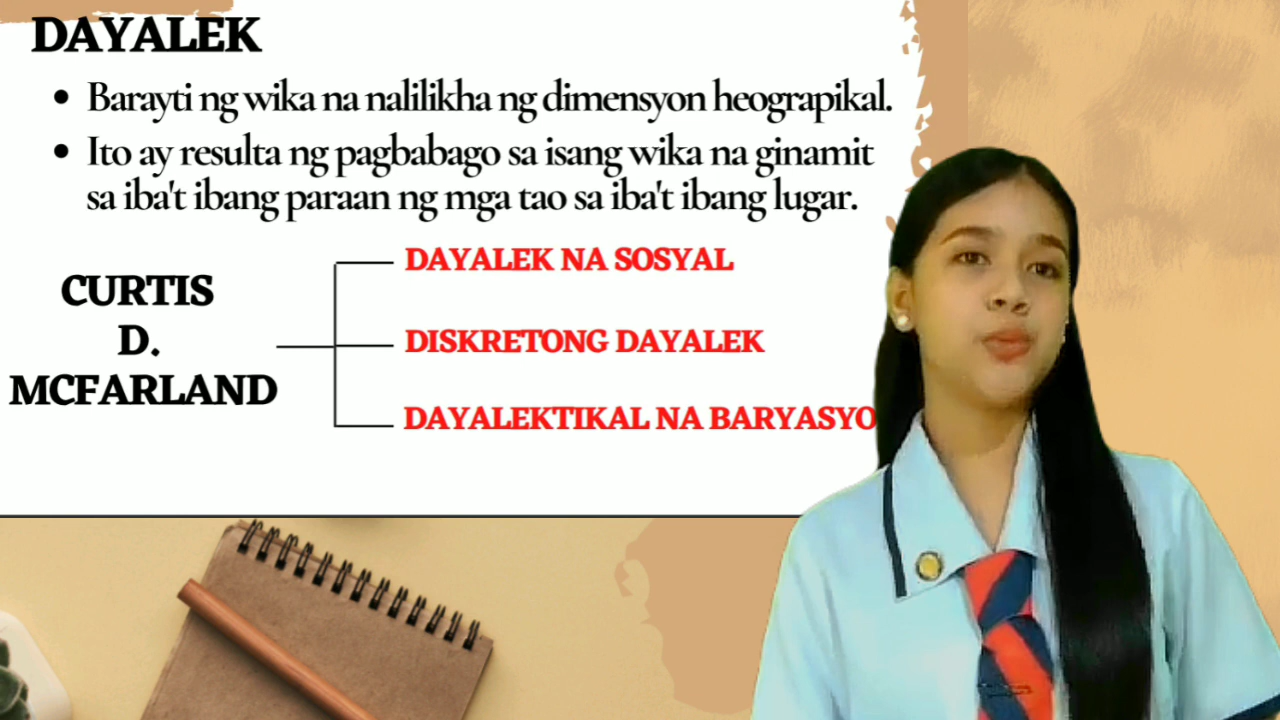 DAYALEK
• Barayti ng wika na nalilikha ng dimensyon heograpikal.
• Ito ay resulta ng pagbabago sa isang wika na ginamit
sa iba't ibang paraan ng mga tao sa iba't ibang lugar.
CURTIS
D.
MCFARLAND
DAYALEK NA SOSYAL
DISKRETONG DAYALEK
DAYALEKTIKAL NA BARYASYO